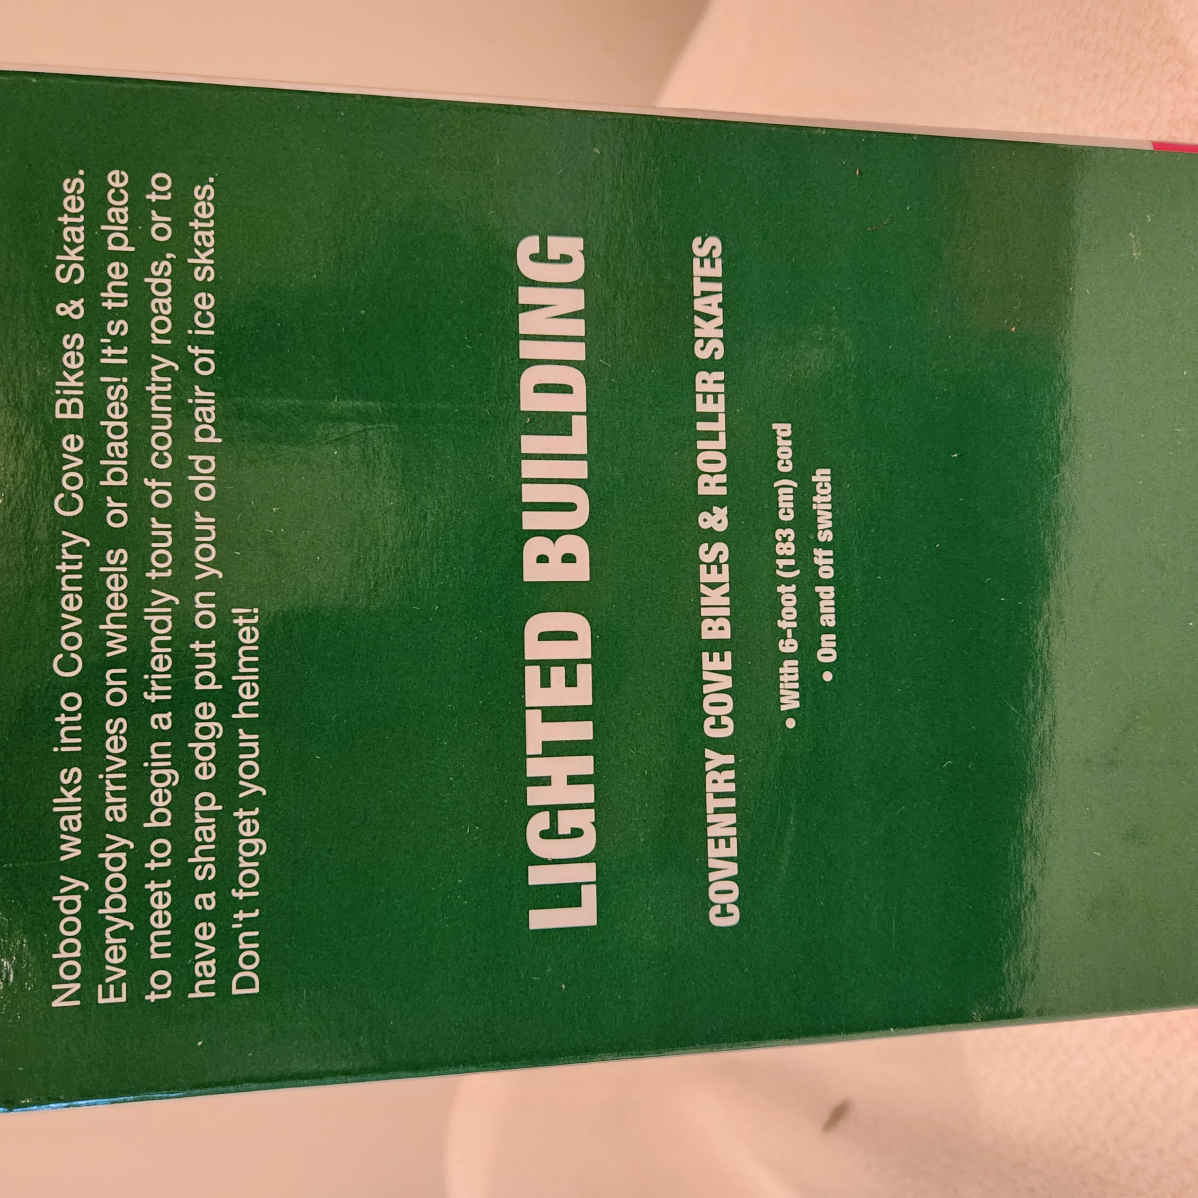 Nobody walks into Coventry Cove Bikes & Skates.
Everybody arrives on wheels or blades! It's the place
to meet to begin a friendly tour of country roads, or to
have a sharp edge put on your old pair of ice skates.
Don't forget your helmet!
LIGHTED BUILDING
COVENTRY COVE BIKES & ROLLER SKATES
• With 6-foot (183 cm) cord
• On and off switch